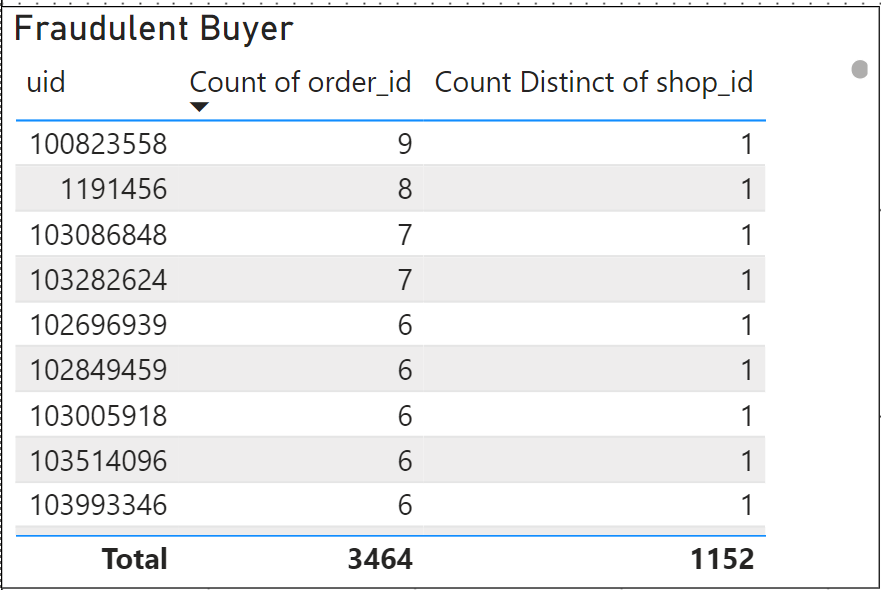 Fraudulent Buyer
uid Count of order_id Count Distinct of shop_id
100823558 9 1
1191456 8 1
103086848 7 1
103282624 7 1
102696939 6 1
102849459 6 1
103005918 6 1
103514096 6 1
103993346 6 1
Total 3464 1152